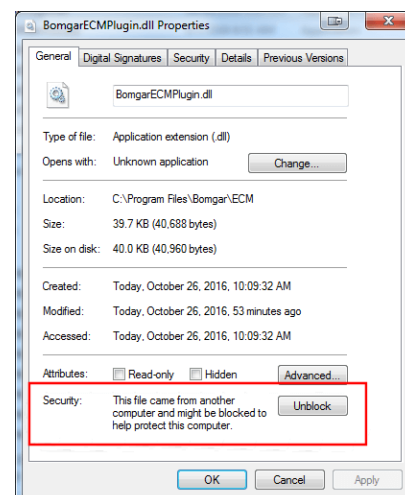 BomgarECMPlugin.dll Properties
General Digital Signatures Security Details Previous Versions
BomgarECMPlugin.dll
Type of file: Application extension (.dll)
Opens with: Unknown application Change...
Location: C:\Program Files\Bomgar\ECM
Size: 39.7 KB (40,688 bytes)
Size on disk: 40.0 KB (40,960 bytes)
Created: Today, October 26, 2016, 10:09:32 AM
Modified: Today, October 26, 2016, 53 minutes ago
Accessed: Today, October 26, 2016, 10:09:32 AM
Attributes: Read-only Hidden Advanced...
Security: This file came from another
computer and might be blocked to Unblock
help protect this computer.
OK Cancel Apply